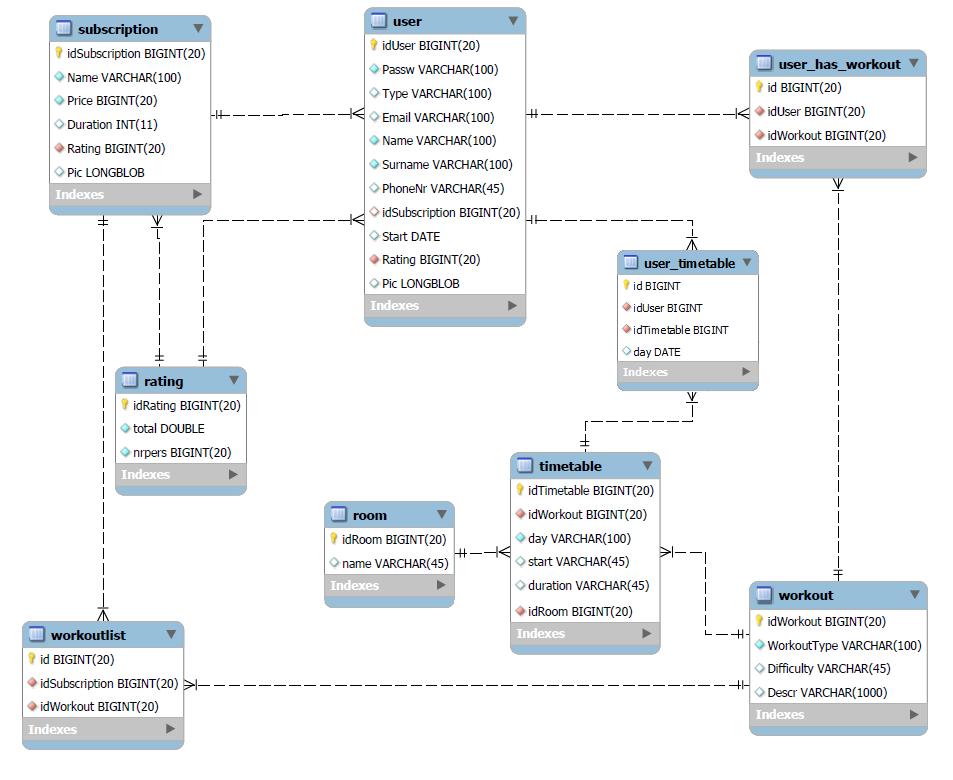 subscription
idSubscription BIGINT(20)
Name VARCHAR(100)
Price BIGINT(20)
Duration INT(11)
Rating BIGINT(20)
Pic LONGBLOB
Indexes
user
idUser BIGINT(20)
Passw VARCHAR(100)
Type VARCHAR(100)
Email VARCHAR(100)
Name VARCHAR(100)
Surname VARCHAR(100)
PhoneNr VARCHAR(45)
idSubscription BIGINT(20)
Start DATE
Rating BIGINT(20)
Pic LONGBLOB
Indexes
user_has_workout
id BIGINT(20)
idUser BIGINT(20)
idWorkout BIGINT(20)
Indexes
user_timetable
id BIGINT
idUser BIGINT
idTimetable BIGINT
day DATE
Indexes
rating
idRating BIGINT(20)
total DOUBLE
nrpers BIGINT(20)
Indexes
room
idRoom BIGINT(20)
name VARCHAR(45)
Indexes
timetable
idTimetable BIGINT(20)
idWorkout BIGINT(20)
day VARCHAR(100)
start VARCHAR(45)
duration VARCHAR(45)
idRoom BIGINT(20)
Indexes
workoutlist
id BIGINT(20)
idSubscription BIGINT(20)
idWorkout BIGINT(20)
Indexes
workout
idWorkout BIGINT(20)
WorkoutType VARCHAR(100)
Difficulty VARCHAR(45)
Descr VARCHAR(1000)
Indexes